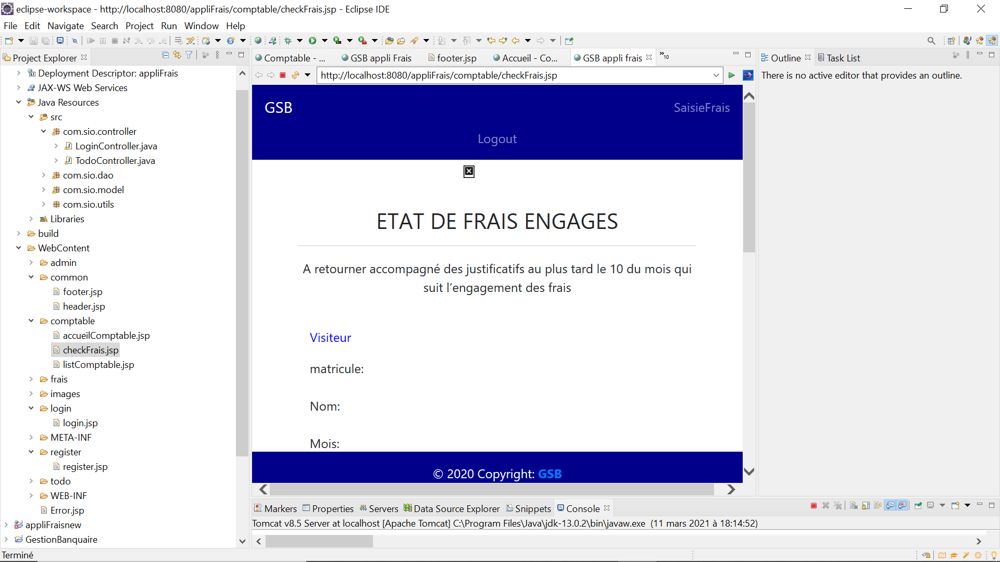 eclipse-workspace - http://localhost:8080/appliFrais/comptable/checkFrais.jsp - Eclipse IDE
File Edit Navigate Search Project Run Window Help
Project Explorer
Deployment Descriptor: appliFrais
JAX-WS Web Services
Java Resources
src
com.sio.controller
LoginController.java
TodoController.java
com.sio.dao
com.sio.model
com.sio.utils
Libraries
build
WebContent
admin
common
footer.jsp
header.jsp
comptable
accueilComptable.jsp
checkFrais.jsp
listComptable.jsp
frais
images
login
login.jsp
META-INF
register
register.jsp
todo
WEB-INF
Error.jsp
appliFraisnew
GestionBanquaire
Comptable - ... GSB appli Frais footer.jsp Accueil - Co... GSB appli frais »10
http://localhost:8080/appliFrais/comptable/checkFrais.jsp
GSB SaisieFrais
Logout
ETAT DE FRAIS ENGAGES
A retourner accompagné des justificatifs au plus tard le 10 du mois qui
suit l’engagement des frais
Visiteur
matricule:
Nom:
Mois:
© 2020 Copyright: GSB
Outline Task List
There is no active editor that provides an outline.
Markers Properties Servers Data Source Explorer Snippets Console
Tomcat v8.5 Server at localhost [Apache Tomcat] C:\Program Files\Java\jdk-13.0.2\bin\javaw.exe (11 mars 2021 à 18:14:52)
Terminé